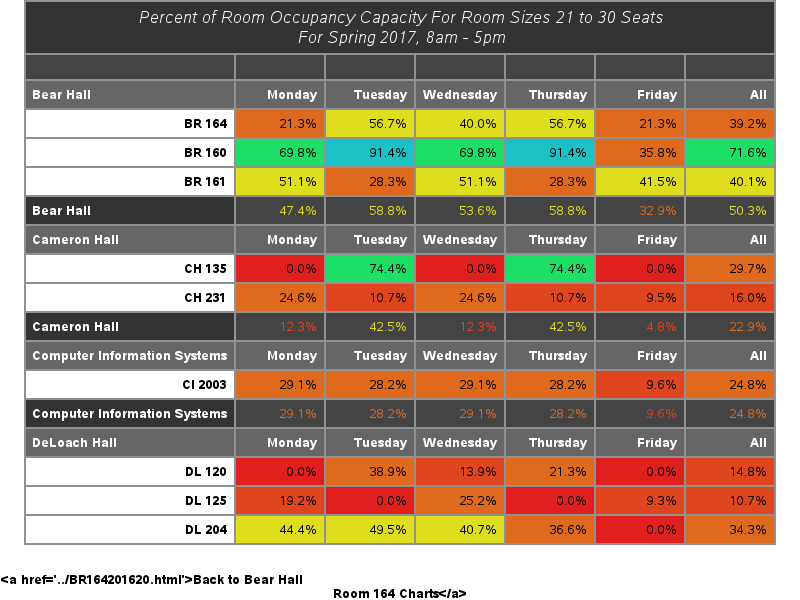 Percent of Room Occupancy Capacity For Room Sizes 21 to 30 Seats
For Spring 2017, 8am - 5pm
Bear Hall Monday Tuesday Wednesday Thursday Friday All
BR 164 21.3% 56.7% 40.0% 56.7% 21.3% 39.2%
BR 160 69.8% 91.4% 69.8% 91.4% 35.8% 71.6%
BR 161 51.1% 28.3% 51.1% 28.3% 41.5% 40.1%
Bear Hall 47.4% 58.8% 53.6% 58.8% 32.9% 50.3%
Cameron Hall Monday Tuesday Wednesday Thursday Friday All
CH 135 0.0% 74.4% 0.0% 74.4% 0.0% 29.7%
CH 231 24.6% 10.7% 24.6% 10.7% 9.5% 16.0%
Cameron Hall 12.3% 42.5% 12.3% 42.5% 4.8% 22.9%
Computer Information Systems Monday Tuesday Wednesday Thursday Friday All
CI 2003 29.1% 28.2% 29.1% 28.2% 9.6% 24.8%
Computer Information Systems 29.1% 28.2% 29.1% 28.2% 9.6% 24.8%
DeLoach Hall Monday Tuesday Wednesday Thursday Friday All
DL 120 0.0% 38.9% 13.9% 21.3% 0.0% 14.8%
DL 125 19.2% 0.0% 25.2% 0.0% 9.3% 10.7%
DL 204 44.4% 49.5% 40.7% 36.6% 0.0% 34.3%
<a href='../BR164201620.html'>Back to Bear Hall
Room 164 Charts</a>